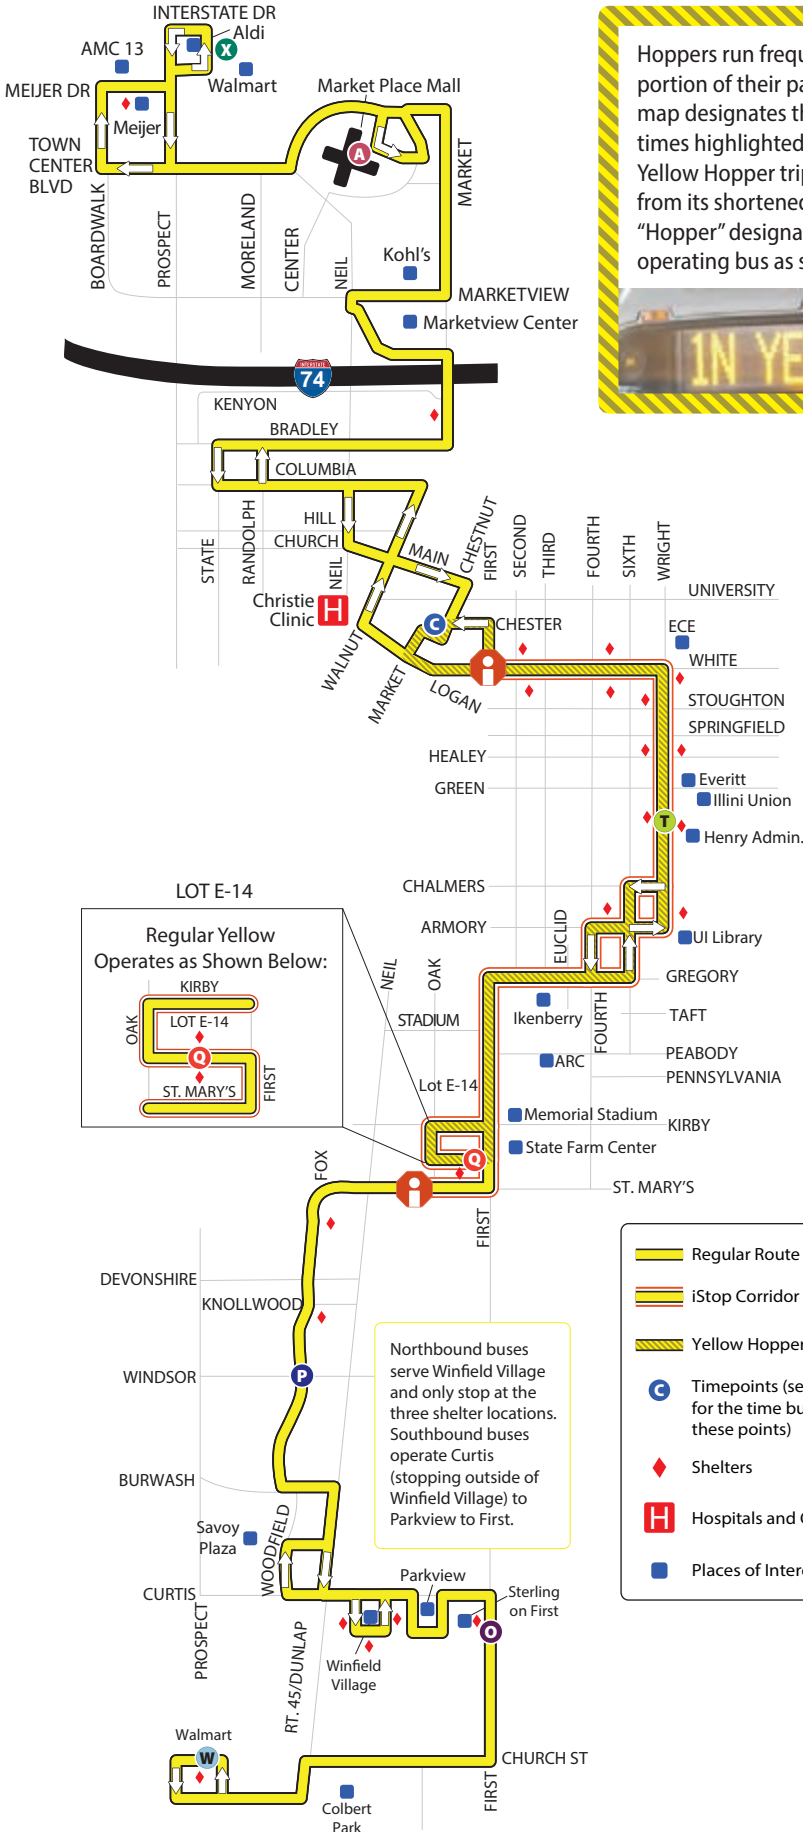 INTERSTATE DR
Aldi
AMC 13
X
Walmart
MEIJER DR
Meijer
Market Place Mall
A
TOWN
CENTER
BLVD
MARKET
BOARDWALK
PROSPECT
MORELAND
CENTER
NEIL
Kohl's
MARKETVIEW
Marketview Center
INTERSTATE
74
KENYON
BRADLEY
COLUMBIA
HILL
CHURCH
STATE
RANDOLPH
NEIL
MAIN
CHESTNUT
FIRST
SECOND
THIRD
FOURTH
SIXTH
WRIGHT
UNIVERSITY
Christie
Clinic
H
C
CHESTER
ECE
WHITE
WALNUT
MARKET
LOGAN
STOUGHTON
SPRINGFIELD
HEALEY
GREEN
Everitt
Illini Union
T
Henry Admin.
CHALMERS
ARMORY
EUCLID
UI Library
GREGORY
NEIL
OAK
STADIUM
Ikenberry
FOURTH
TAFT
ARC
PEABODY
PENNSYLVANIA
Lot E-14
Memorial Stadium
KIRBY
State Farm Center
Q
ST. MARY'S
FOX
FIRST
LOT E-14
Regular Yellow
Operates as Shown Below:
KIRBY
OAK
LOT E-14
Q
ST. MARY'S
FIRST
DEVONSHIRE
KNOLLWOOD
WINDSOR
P
BURWASH
Savoy
Plaza
WOODFIELD
CURTIS
PROSPECT
RT. 45/DUNLAP
Parkview
Sterling
on First
O
Winfield
Village
Walmart
W
CHURCH ST
FIRST
Colbert
Park
Northbound buses
serve Winfield Village
and only stop at the
three shelter locations.
Southbound buses
operate Curtis
(stopping outside of
Winfield Village) to
Parkview to First.
Hoppers run frequ
portion of their pa
map designates th
times highlighted
Yellow Hopper trip
from its shortened
"Hopper" designa
operating bus as s
1N YE
Regular Route
iStop Corridor
Yellow Hopper
C
Timepoints (se
for the time bu
these points)
Shelters
H
Hospitals and C
Places of Intere